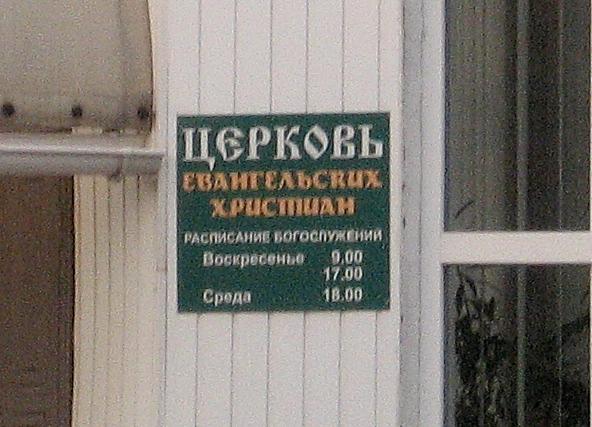 ЦЕРКОВЬ
ЕВАНГЕЛЬСКИХ
ХРИСТИАН
РАСПИСАНИЕ БОГОСЛУЖЕНИЙ
Воскресенье 9.00
17.00
Среда 18.00